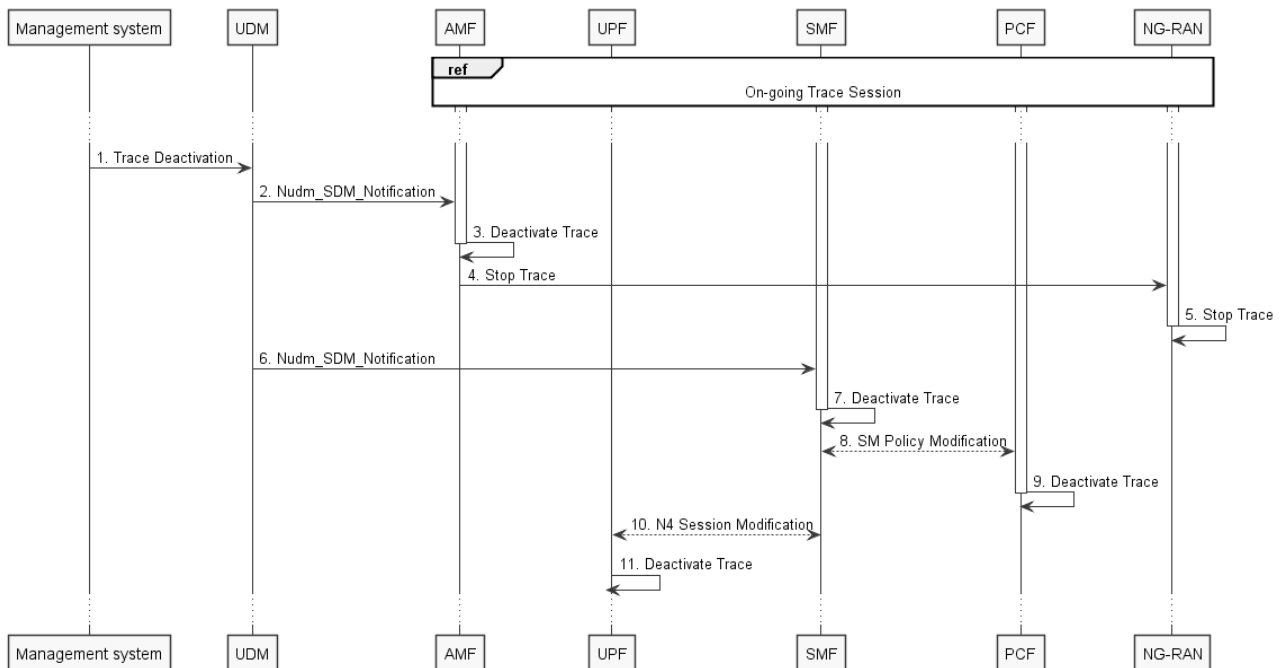 Management system
UDM
AMF
UPF
SMF
PCF
NG-RAN
ref
On-going Trace Session
1. Trace Deactivation
2. Nudm_SDM_Notification
3. Deactivate Trace
4. Stop Trace
5. Stop Trace
6. Nudm_SDM_Notification
7. Deactivate Trace
8. SM Policy Modification
9. Deactivate Trace
10. N4 Session Modification
11. Deactivate Trace
Management system
UDM
AMF
UPF
SMF
PCF
NG-RAN